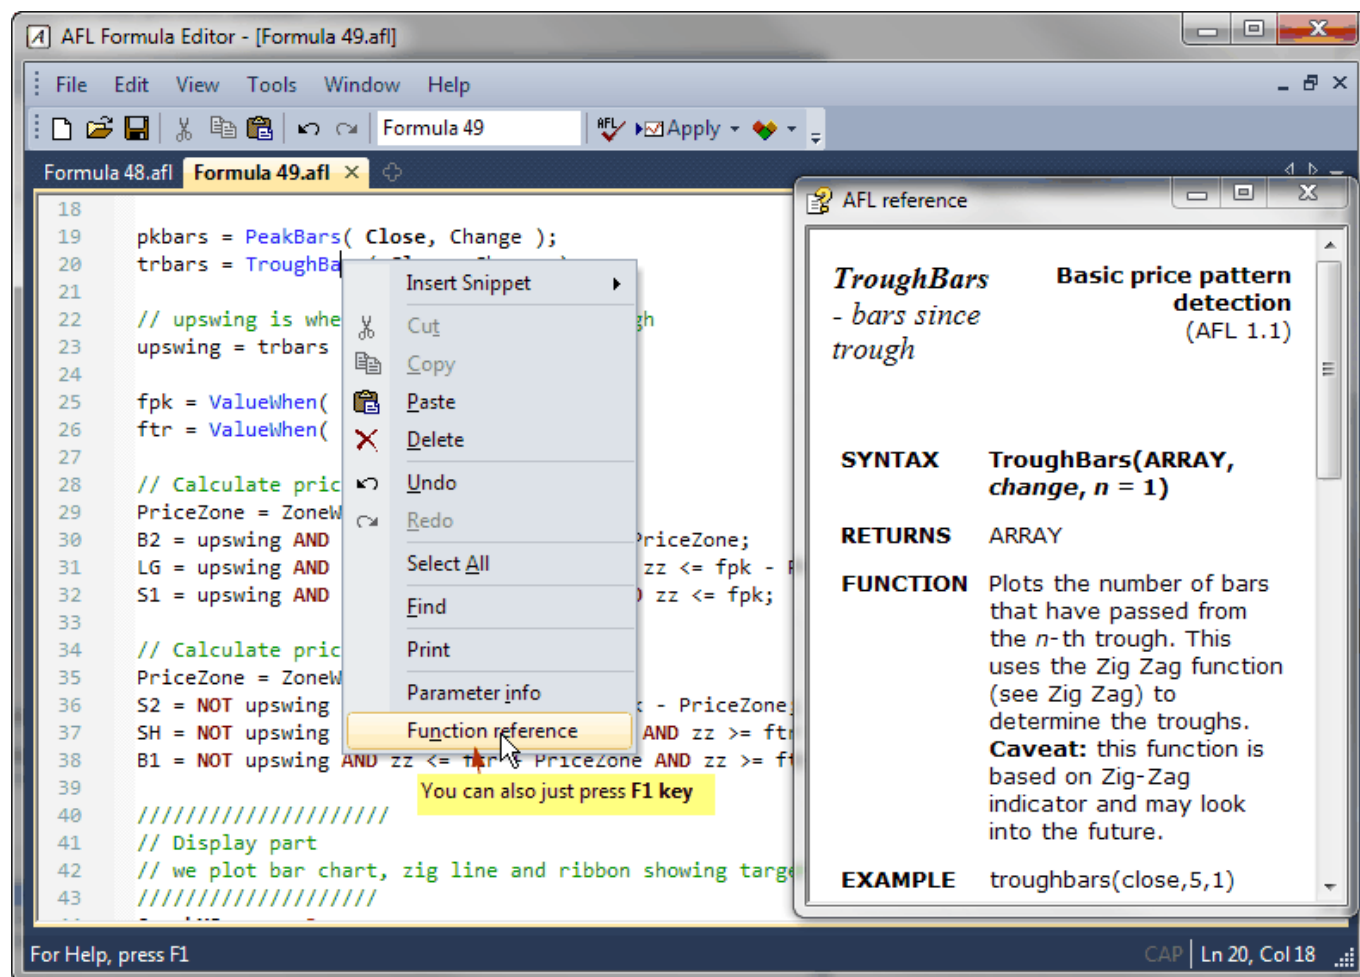 AFL Formula Editor - [Formula 49.afl]
File Edit View Tools Window Help
Formula 49 AFL Apply
Formula 48.afl Formula 49.afl
18
19 pkbars = PeakBars( Close, Change );
20 trbars = TroughBa
21
22 // upswing is whe
23 upswing = trbars
24
25 fpk = ValueWhen(
26 ftr = ValueWhen(
27
28 // Calculate pric
29 PriceZone = ZoneW
30 B2 = upswing AND PriceZone;
31 LG = upswing AND zz <= fpk -
32 S1 = upswing AND zz <= fpk;
33
34 // Calculate pric
35 PriceZone = ZoneW
36 S2 = NOT upswing - PriceZone;
37 SH = NOT upswing AND zz >= ftr
38 B1 = NOT upswing AND zz <= ftr PriceZone AND zz >= ft
39
40 /////////////////////
41 // Display part
42 // we plot bar chart, zig line and ribbon showing targe
43 ////////////////////
Insert Snippet
Cut
Copy
Paste
Delete
Undo
Redo
Select All
Find
Print
Parameter info
Function reference
You can also just press F1 key
AFL reference
TroughBars
- bars since
trough
Basic price pattern
detection
(AFL 1.1)
SYNTAX TroughBars(ARRAY,
change, n = 1)
RETURNS ARRAY
FUNCTION Plots the number of bars
that have passed from
the n-th trough. This
uses the Zig Zag function
(see Zig Zag) to
determine the troughs.
Caveat: this function is
based on Zig-Zag
indicator and may look
into the future.
EXAMPLE troughbars(close,5,1)
For Help, press F1
CAP Ln 20, Col 18